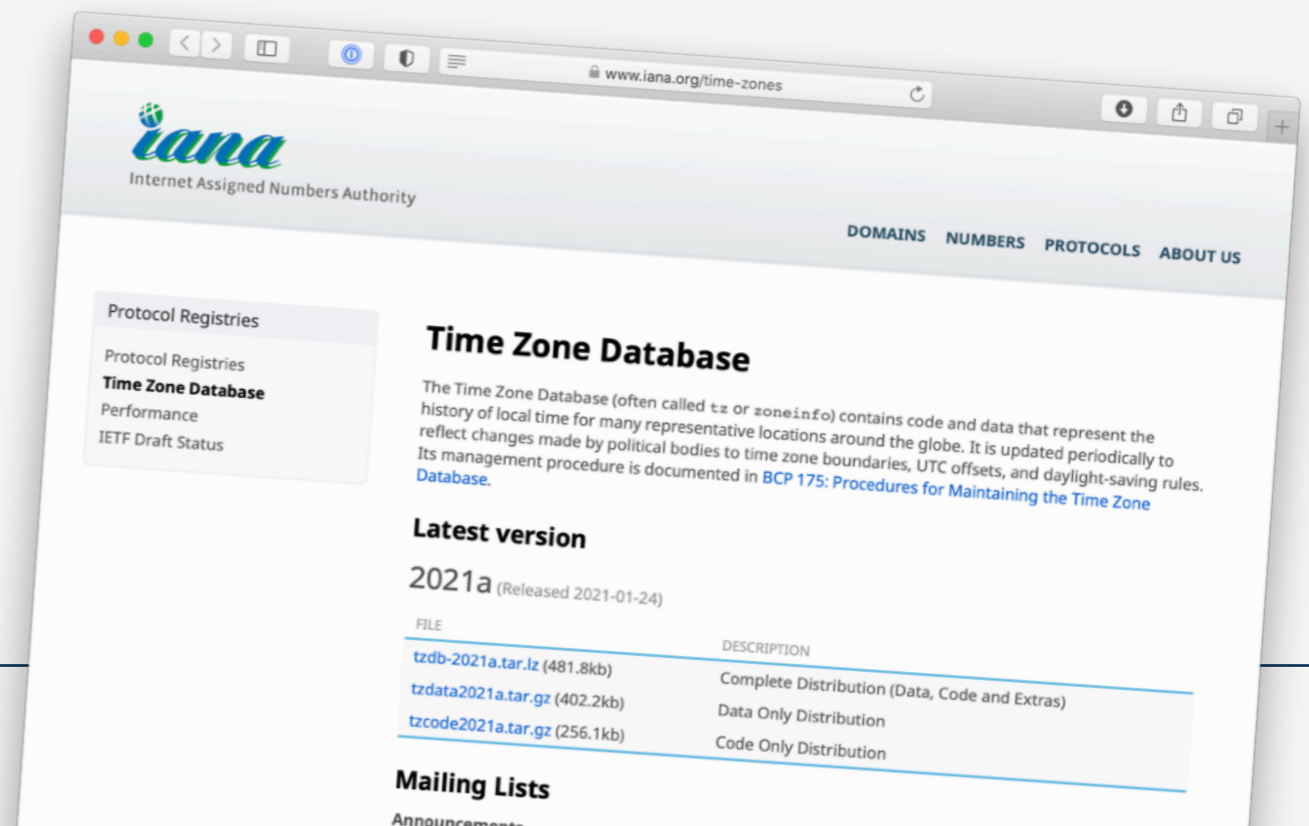 www.iana.org/time-zones
iana
Internet Assigned Numbers Authority
DOMAINS NUMBERS PROTOCOLS ABOUT US
Protocol Registries
Protocol Registries
Time Zone Database
Performance
IETF Draft Status
Time Zone Database
The Time Zone Database (often called tz or zoneinfo) contains code and data that represent the
history of local time for many representative locations around the globe. It is updated periodically to
reflect changes made by political bodies to time zone boundaries, UTC offsets, and daylight-saving rules.
Its management procedure is documented in BCP 175: Procedures for Maintaining the Time Zone
Database.
Latest version
2021a (Released 2021-01-24)
FILE DESCRIPTION
tzdb-2021a.tar.lz (481.8kb) Complete Distribution (Data, Code and Extras)
tzdata2021a.tar.gz (402.2kb) Data Only Distribution
tzcode2021a.tar.gz (256.1kb) Code Only Distribution
Mailing Lists
Announcements